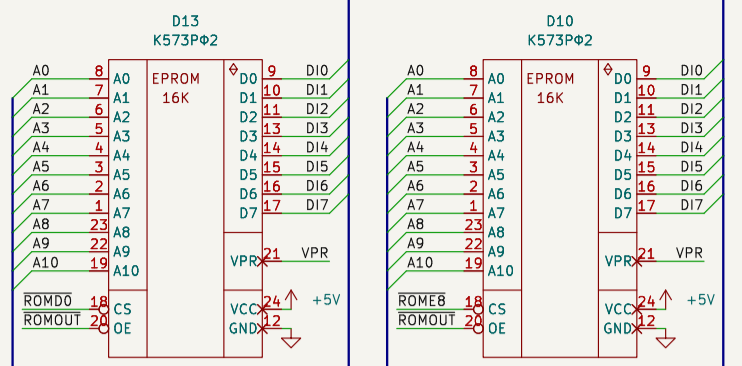 D13
К573РФ2
EPROM
16K
A0 8 A0 D0 9 DI0
A1 7 A1 D1 10 DI1
A2 6 A2 D2 11 DI2
A3 5 A3 D3 13 DI3
A4 4 A4 D4 14 DI4
A5 3 A5 D5 15 DI5
A6 2 A6 D6 16 DI6
A7 1 A7 D7 17 DI7
A8 23 A8
A9 22 A9 VPR 21 VPR
A10 19 A10
ROMD0 18 CS VCC 24 +5V
ROMOUT 20 OE GND 12
D10
К573РФ2
EPROM
16K
A0 8 A0 D0 9 DI0
A1 7 A1 D1 10 DI1
A2 6 A2 D2 11 DI2
A3 5 A3 D3 13 DI3
A4 4 A4 D4 14 DI4
A5 3 A5 D5 15 DI5
A6 2 A6 D6 16 DI6
A7 1 A7 D7 17 DI7
A8 23 A8
A9 22 A9 VPR 21 VPR
A10 19 A10
ROME8 18 CS VCC 24 +5V
ROMOUT 20 OE GND 12